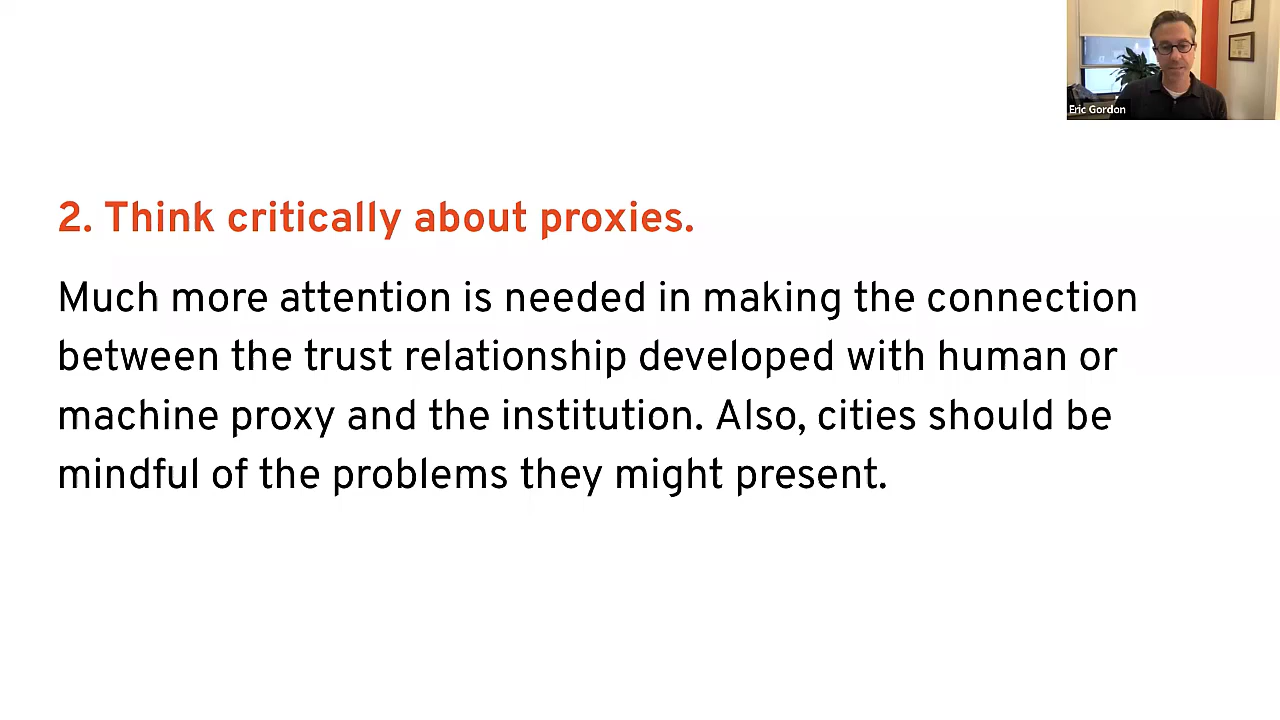 Eric Gordon
2. Think critically about proxies.
Much more attention is needed in making the connection
between the trust relationship developed with human or
machine proxy and the institution. Also, cities should be
mindful of the problems they might present.